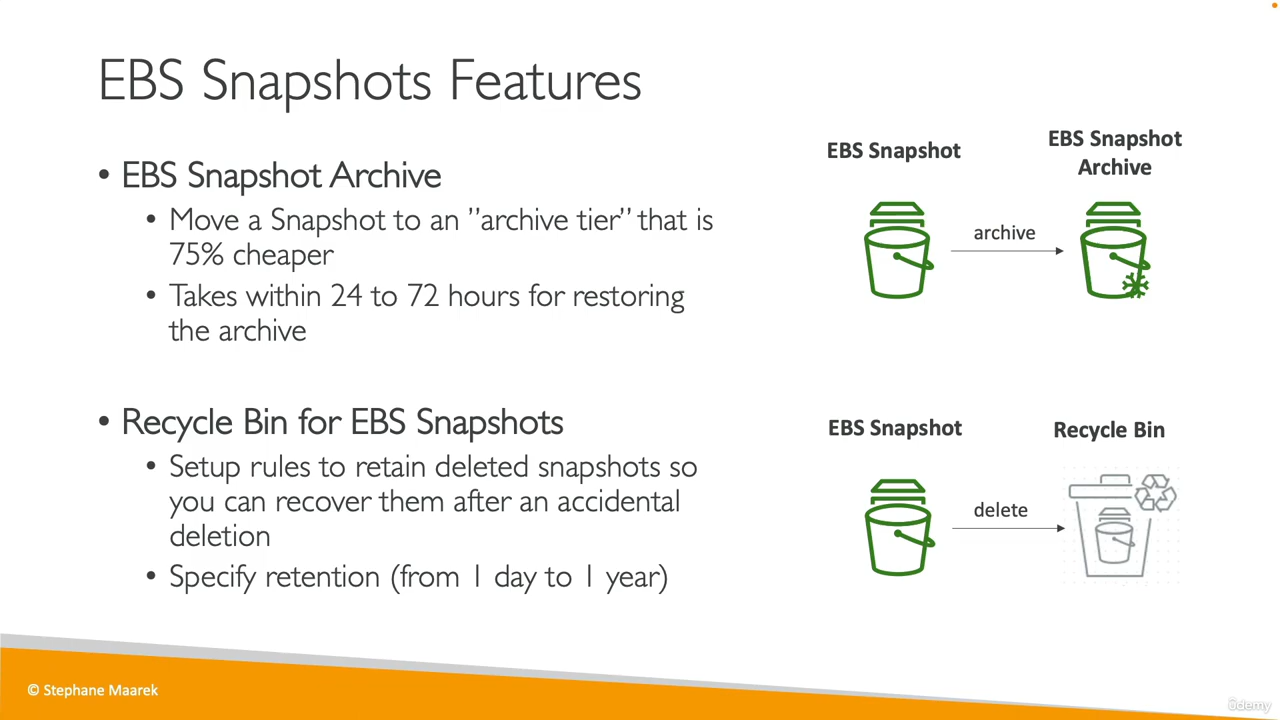 EBS Snapshots Features
• EBS Snapshot Archive
• Move a Snapshot to an ”archive tier” that is
75% cheaper
• Takes within 24 to 72 hours for restoring
the archive
• Recycle Bin for EBS Snapshots
• Setup rules to retain deleted snapshots so
you can recover them after an accidental
deletion
• Specify retention (from 1 day to 1 year)
EBS Snapshot
EBS Snapshot
Archive
archive
EBS Snapshot
Recycle Bin
delete
© Stephane Maarek
ûdemy